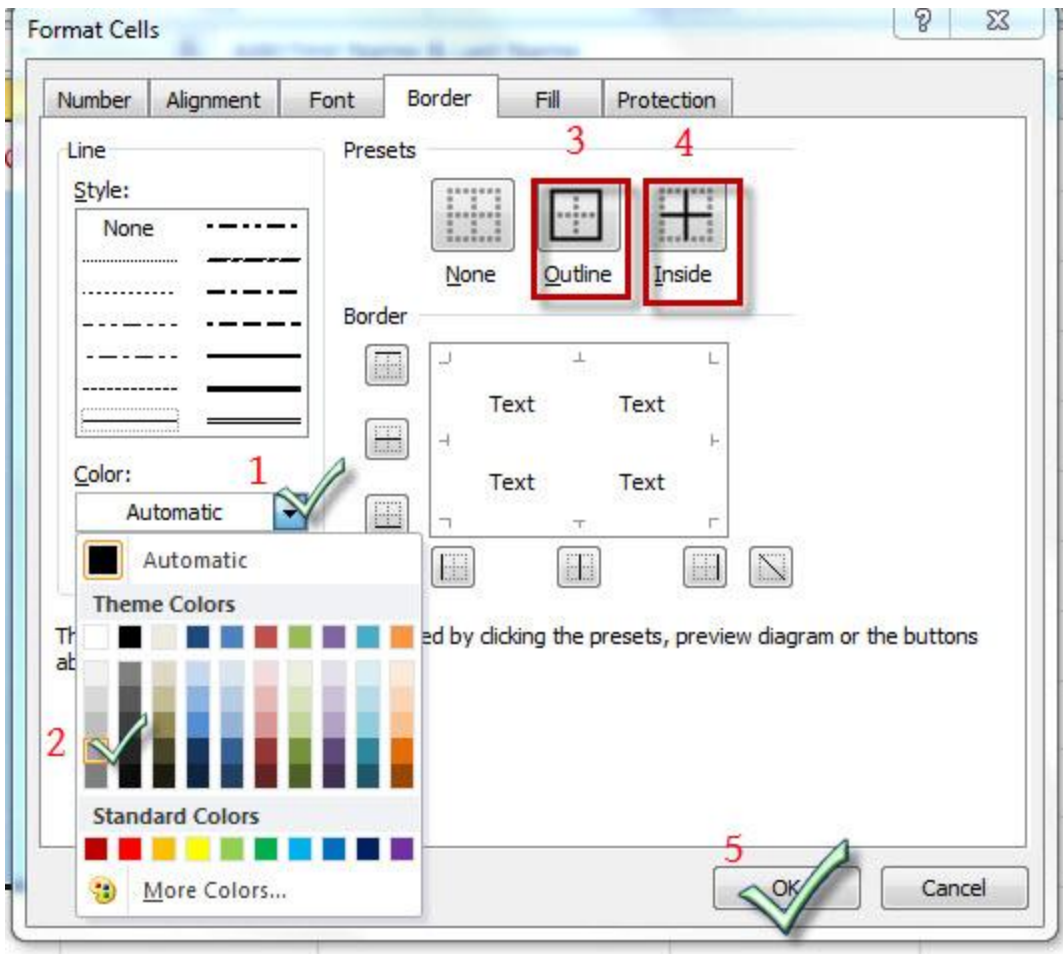 Format Cells
Number Alignment Font Border Fill Protection
Line
Style:
None
Presets
3 4
None Outline Inside
Border
Text Text
Text Text
Color:
1
Automatic
Automatic
Theme Colors
ed by clicking the presets, preview diagram or the buttons
2
Standard Colors
More Colors...
5
OK Cancel